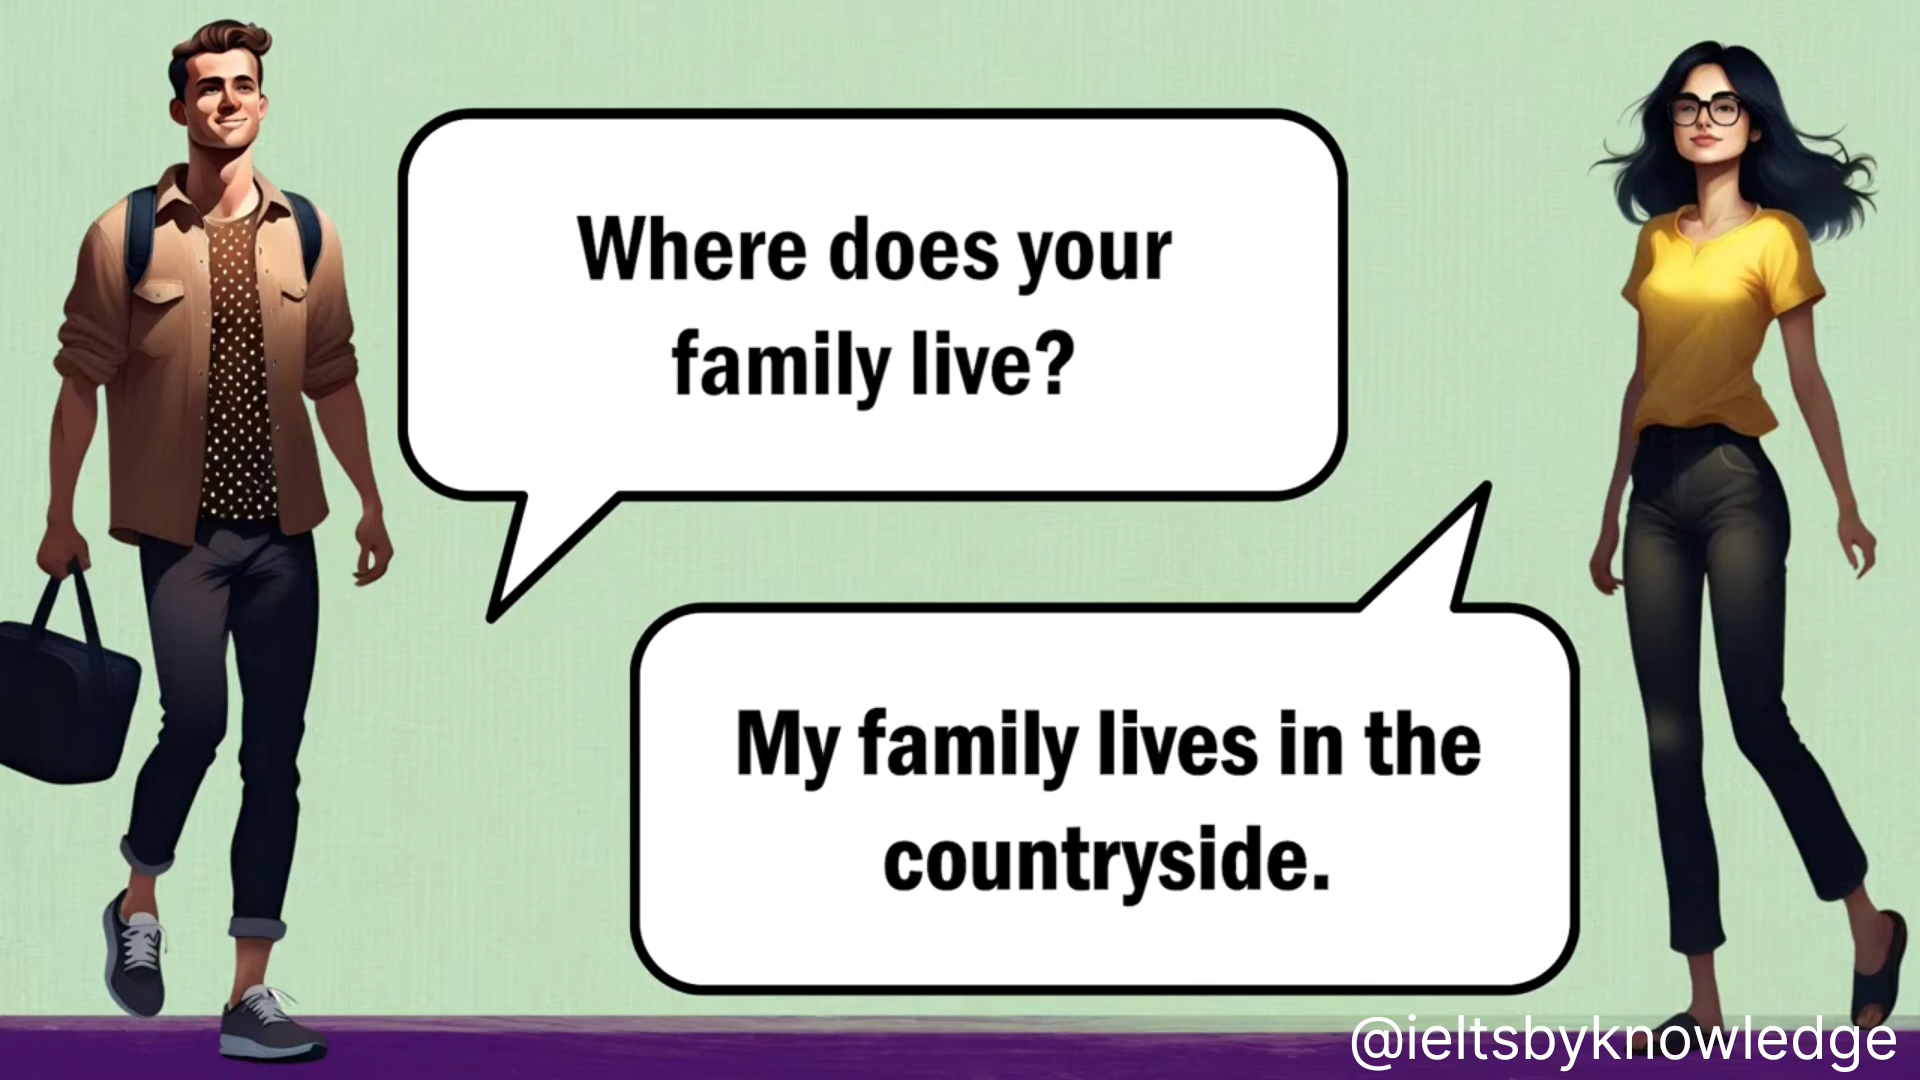 Where does your
family live?
My family lives in the
countryside.
@ieltsbyknowledge